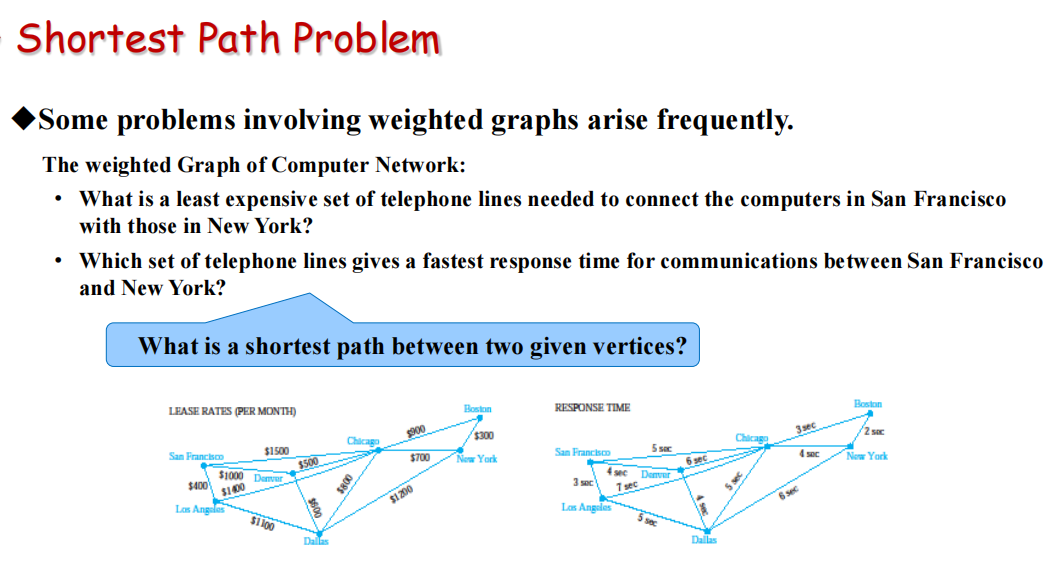 Shortest Path Problem
◆Some problems involving weighted graphs arise frequently.
The weighted Graph of Computer Network:
• What is a least expensive set of telephone lines needed to connect the computers in San Francisco
with those in New York?
• Which set of telephone lines gives a fastest response time for communications between San Francisco
and New York?
What is a shortest path between two given vertices?
LEASE RATES (PER MONTH)
Boston
$900
$300
Chicago
$1500
San Francisco
$500
$700
New York
$1000
Denver
$400
$1400
$800
$1200
$600
Los Angeles
$1100
Dallas
RESPONSE TIME
Boston
3 sec
2 sec
Chicago
5 sec
San Francisco
6 sec
4 sec
New York
4 sec
Denver
3 sec
7 sec
5 sec
6 sec
4 sec
Los Angeles
5 sec
Dallas